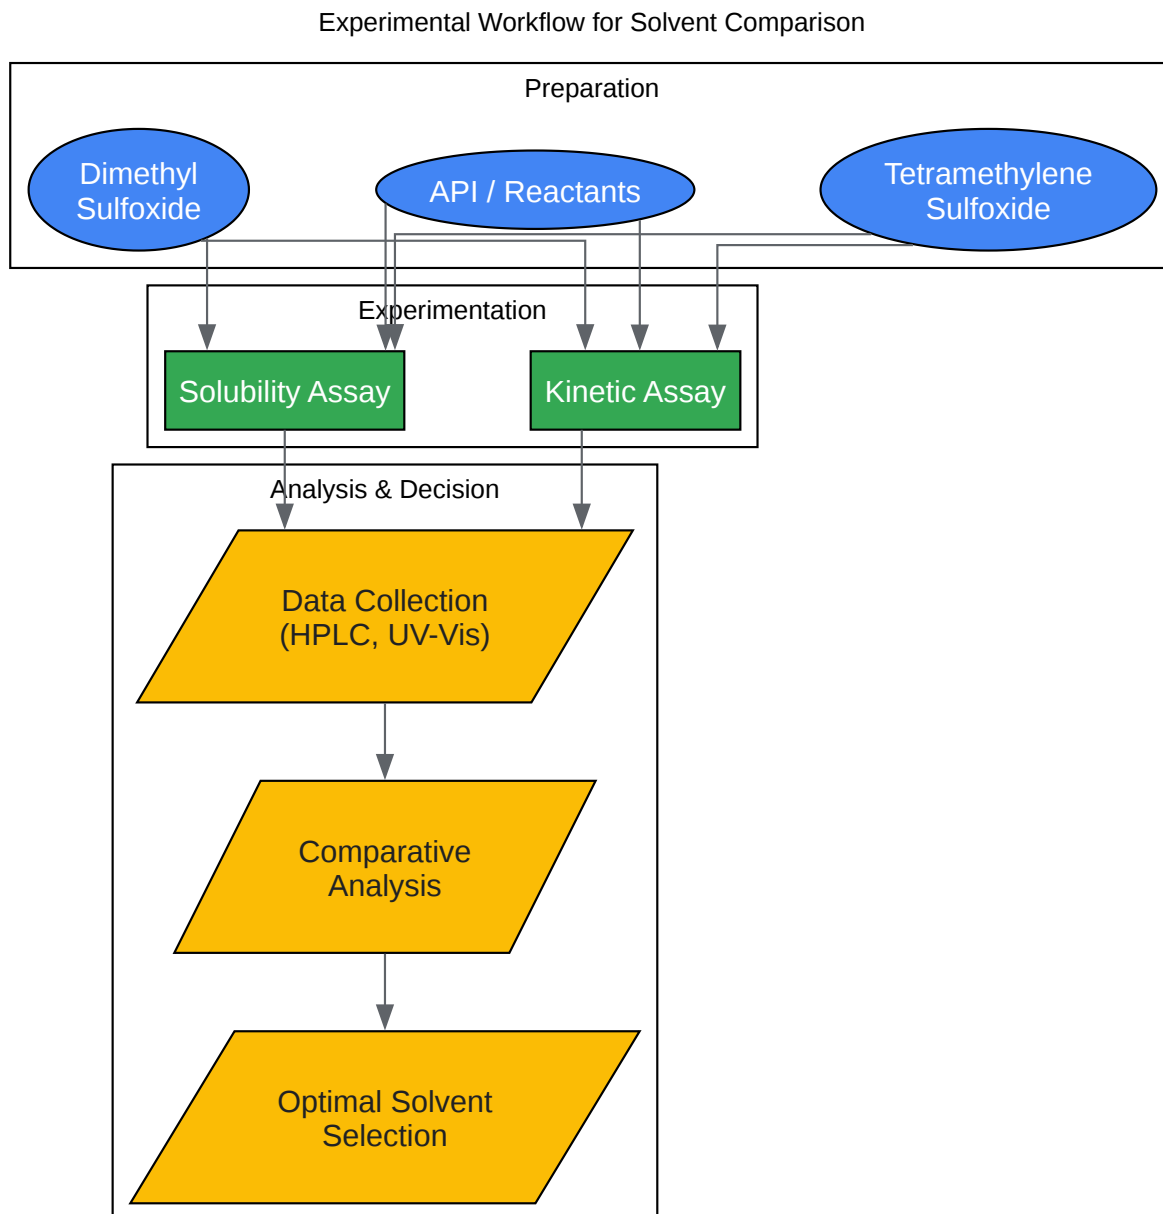 Experimental Workflow for Solvent Comparison
Preparation
Dimethyl
Sulfoxide
API / Reactants
Tetramethylene
Sulfoxide
Experimentation
Solubility Assay
Kinetic Assay
Analysis & Decision
Data Collection
(HPLC, UV-Vis)
Comparative
Analysis
Optimal Solvent
Selection